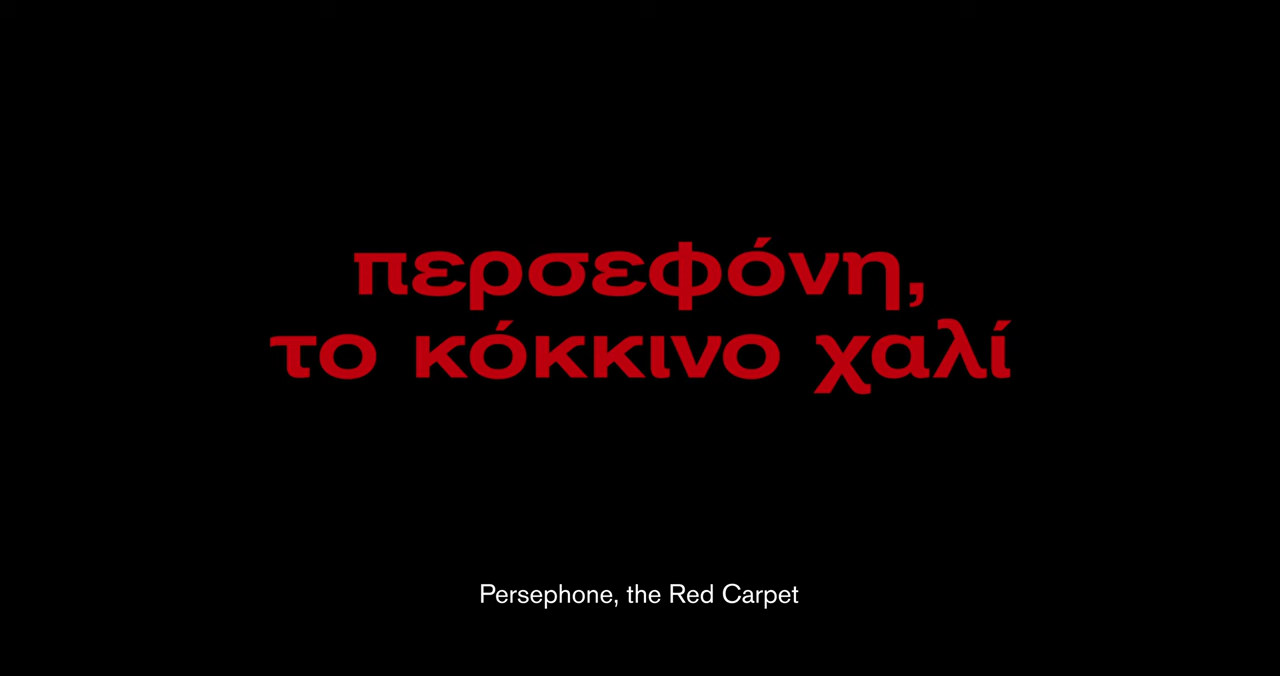 περσεφόνη,
το κόκκινο χαλί
Persephone, the Red Carpet